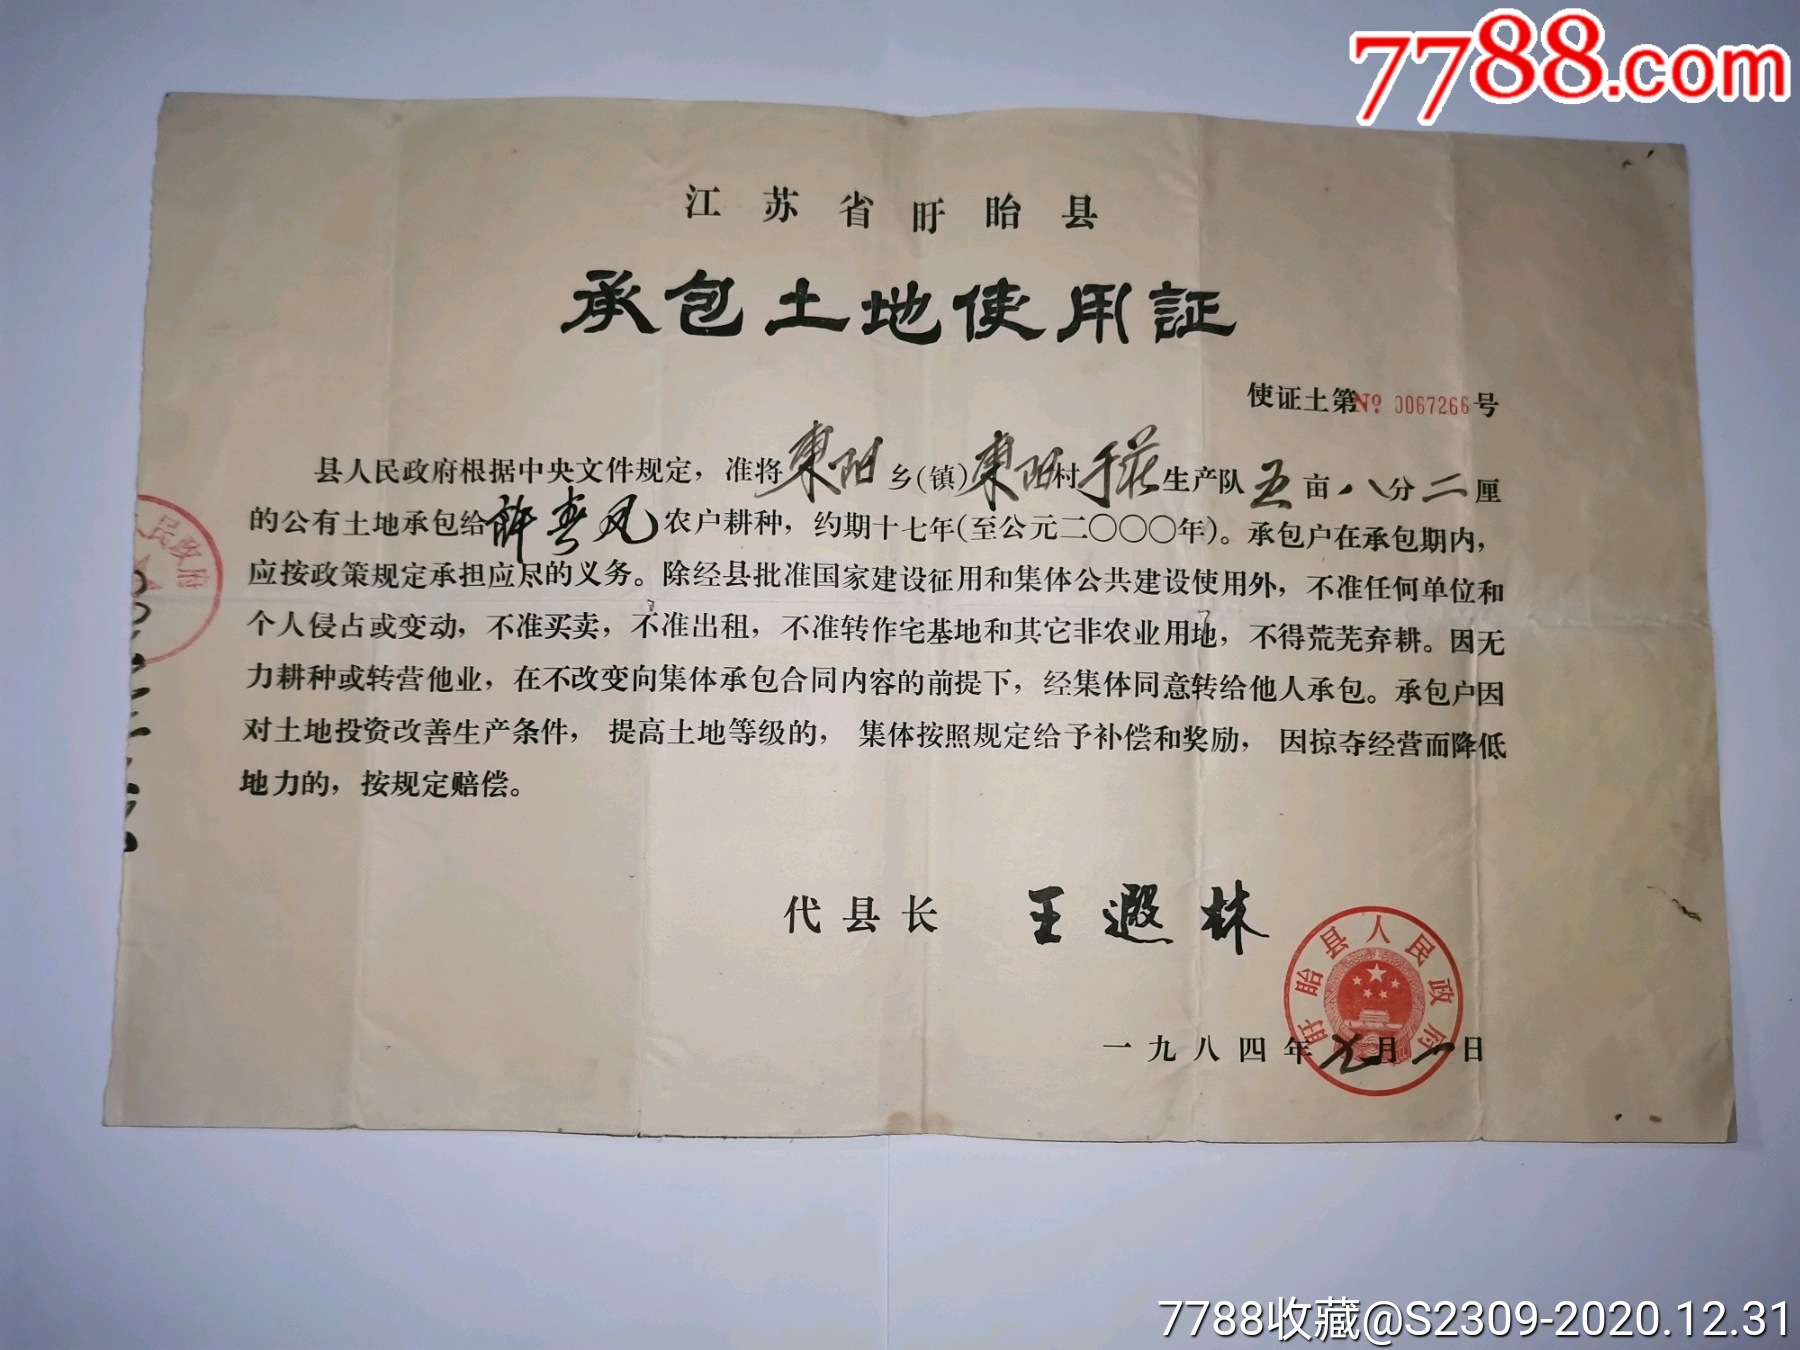 7788.com
江苏省盱眙县
承包土地使用証
使证土第№ 0067266号
县人民政府根据中央文件规定，准将東阳乡(镇)東阳村于庄生产队五亩八分二厘
的公有土地承包给许春风农户耕种，约期十七年(至公元二〇〇〇年)。承包户在承包期内，
应按政策规定承担应尽的义务。除经县批准国家建设征用和集体公共建设使用外，不准任何单位和
个人侵占或变动，不准买卖，不准出租，不准转作宅基地和其它非农业用地，不得荒芜弃耕。因无
力耕种或转营他业，在不改变向集体承包合同内容的前提下，经集体同意转给他人承包。承包户因
对土地投资改善生产条件，提高土地等级的，集体按照规定给予补偿和奖励，因掠夺经营而降低
地力的，按规定赔偿。
人民政府
代县长 王遐林
盱眙县人民政府
一九八四年七月一日
7788收藏@S2309-2020.12.31